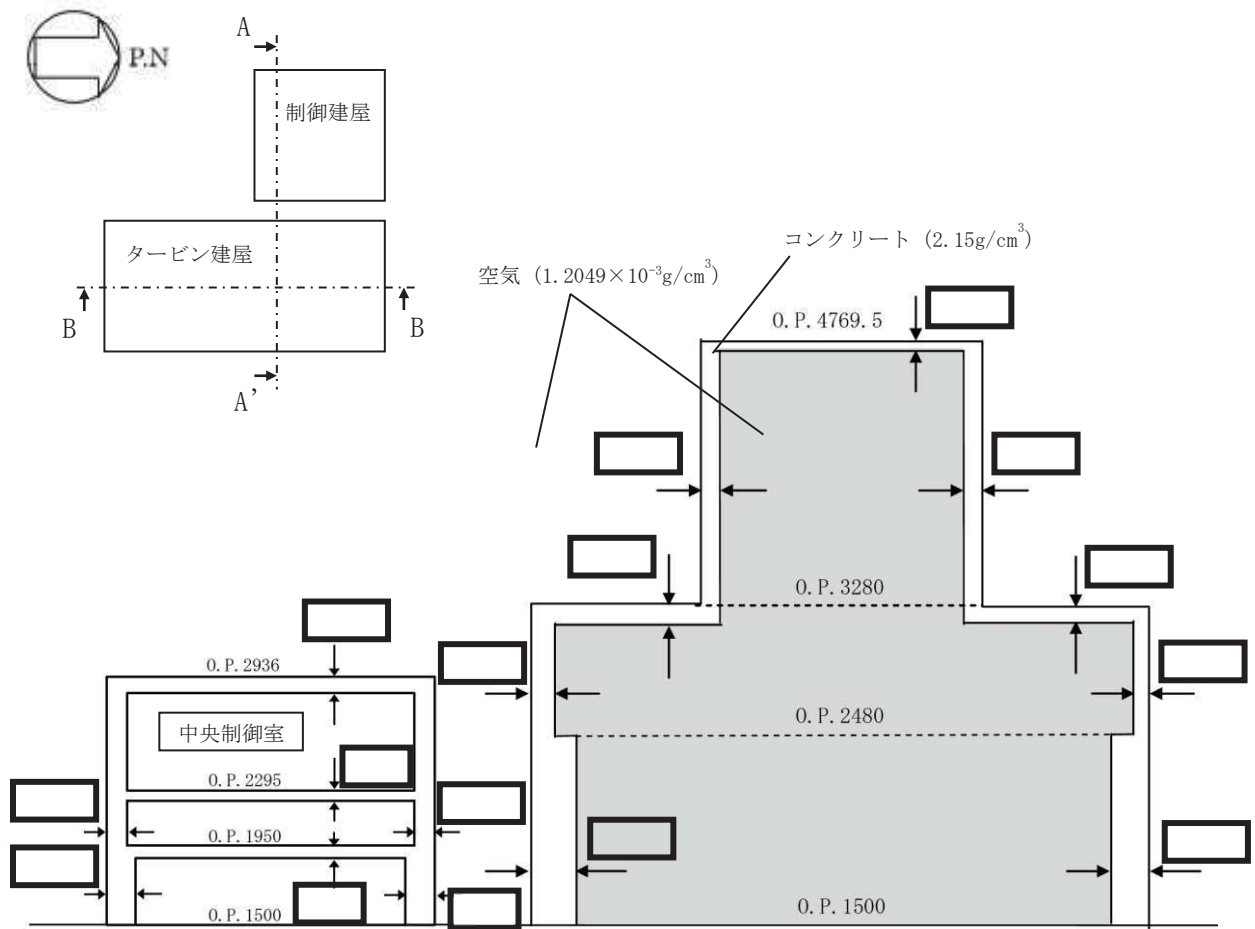 P.N
A
制御建屋
タービン建屋
B
B
A’
コンクリート (2.15g/cm³)
空気 (1.2049×10⁻³g/cm³)
O.P.4769.5
O.P.3280
O.P.2936
中央制御室
O.P.2480
O.P.2295
O.P.1950
O.P.1500
O.P.1500